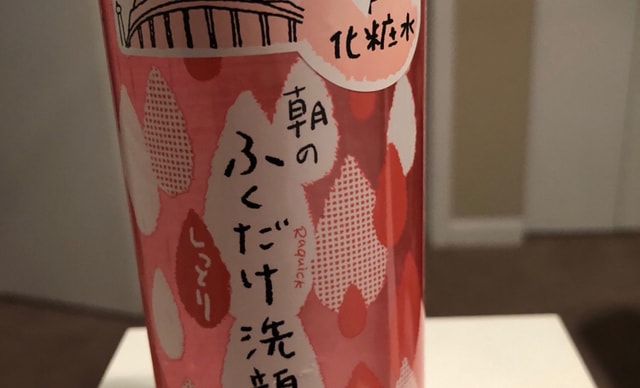 化粧水
朝の
ふくだけ洗顔
Raquick
しっとり